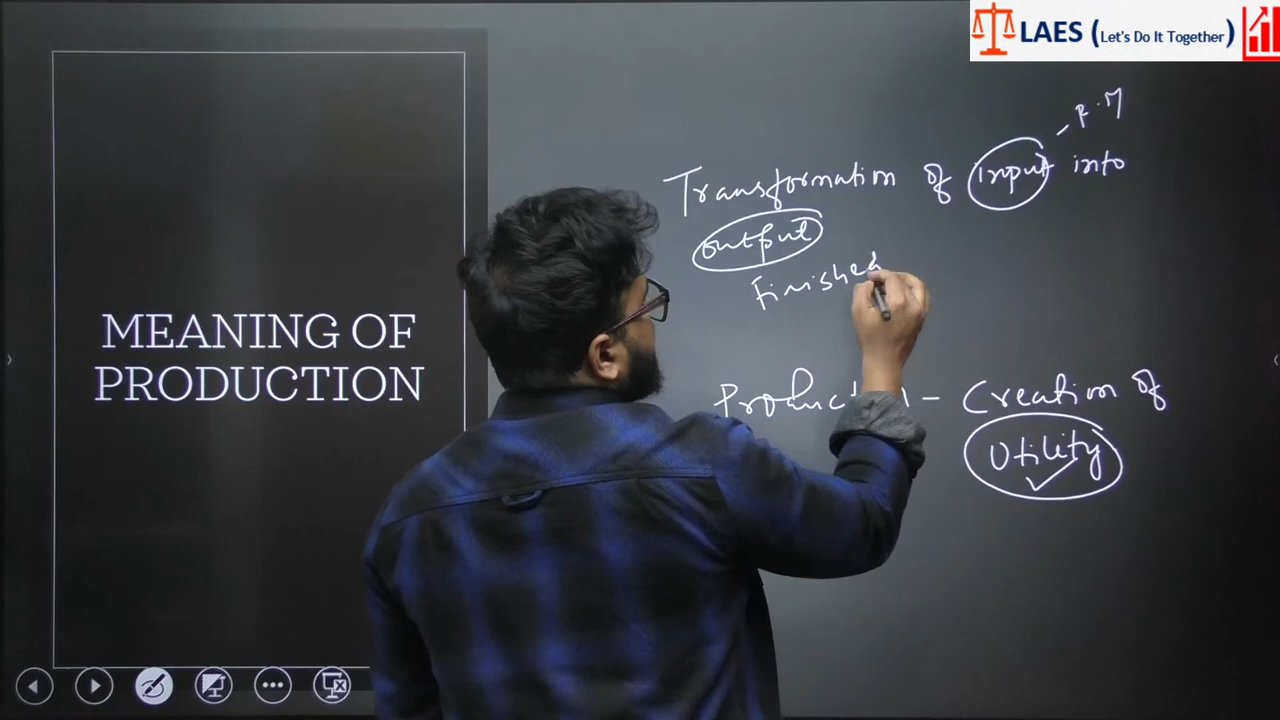 LAES (Let's Do It Together)
MEANING OF
PRODUCTION
R.M
Transformation of input into
output
Finished
Creation of
Utility